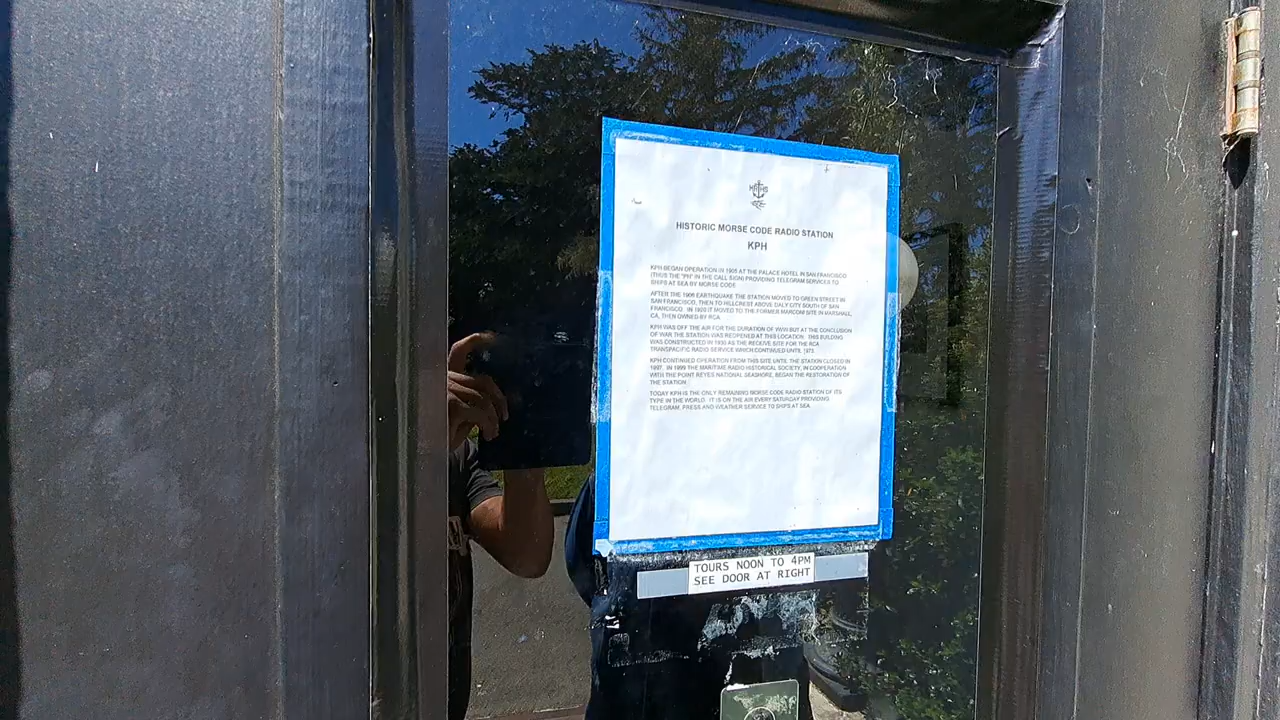 MRHS
HISTORIC MORSE CODE RADIO STATION
KPH
KPH BEGAN OPERATION IN 1905 AT THE PALACE HOTEL IN SAN FRANCISCO
(THUS THE "PH" IN THE CALL SIGN) PROVIDING TELEGRAM SERVICES TO
SHIPS AT SEA BY MORSE CODE.
AFTER THE 1906 EARTHQUAKE THE STATION MOVED TO GREEN STREET IN
SAN FRANCISCO, THEN TO HILLCREST ABOVE DALY CITY SOUTH OF SAN
FRANCISCO. IN 1920 IT MOVED TO THE FORMER MARCONI SITE IN MARSHALL,
CA, THEN OWNED BY RCA.
KPH WAS OFF THE AIR FOR THE DURATION OF WWII BUT AT THE CONCLUSION
OF WAR THE STATION WAS REOPENED AT THIS LOCATION. THIS BUILDING
WAS CONSTRUCTED IN 1930 AS THE RECEIVE SITE FOR THE RCA
TRANSPACIFIC RADIO SERVICE WHICH CONTINUED UNTIL 1973.
KPH CONTINUED OPERATION FROM THIS SITE UNTIL THE STATION CLOSED IN
1997. IN 1999 THE MARITIME RADIO HISTORICAL SOCIETY, IN COOPERATION
WITH THE POINT REYES NATIONAL SEASHORE, BEGAN THE RESTORATION OF
THE STATION.
TODAY KPH IS THE ONLY REMAINING MORSE CODE RADIO STATION OF ITS
TYPE IN THE WORLD. IT IS ON THE AIR EVERY SATURDAY PROVIDING
TELEGRAM, PRESS AND WEATHER SERVICE TO SHIPS AT SEA.
TOURS NOON TO 4PM
SEE DOOR AT RIGHT